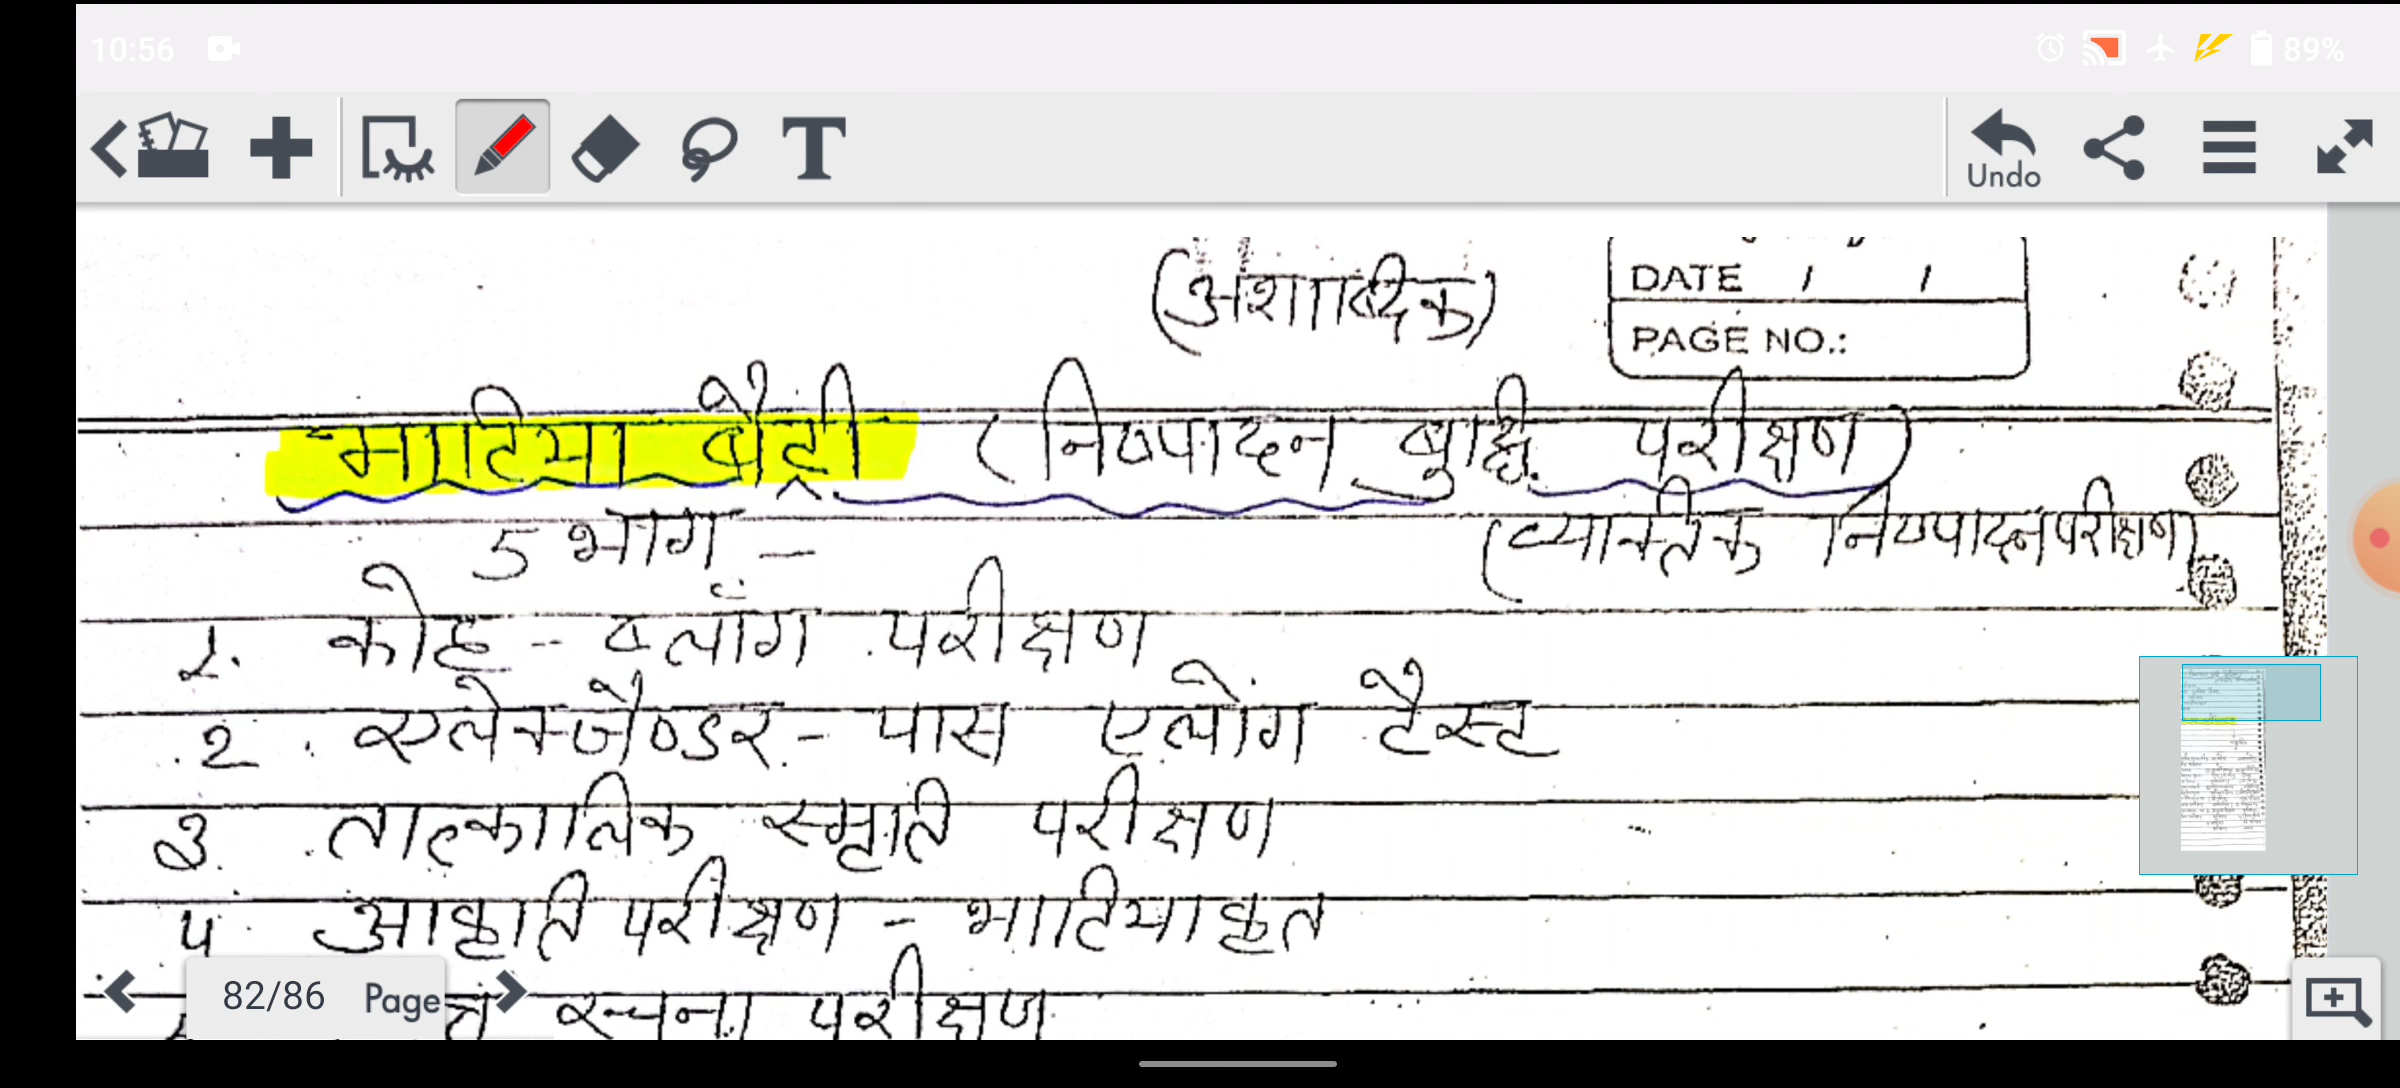 10:56 89%
Undo
(अशाब्दिक)
DATE / /
PAGE NO.:
भाटिया बैट्री (निष्पादन बुद्धि परीक्षण)
5 भाग - (व्यक्तिक निष्पादन परीक्षण)
1. कोह - ब्लॉग परीक्षण
2. एलेक्जैण्डर - पास एलोंग टैस्ट
3. तात्कालिक स्मृति परीक्षण
4. आकृति परीक्षण - भाटिया कृत
82/86 Page
रचना परीक्षण